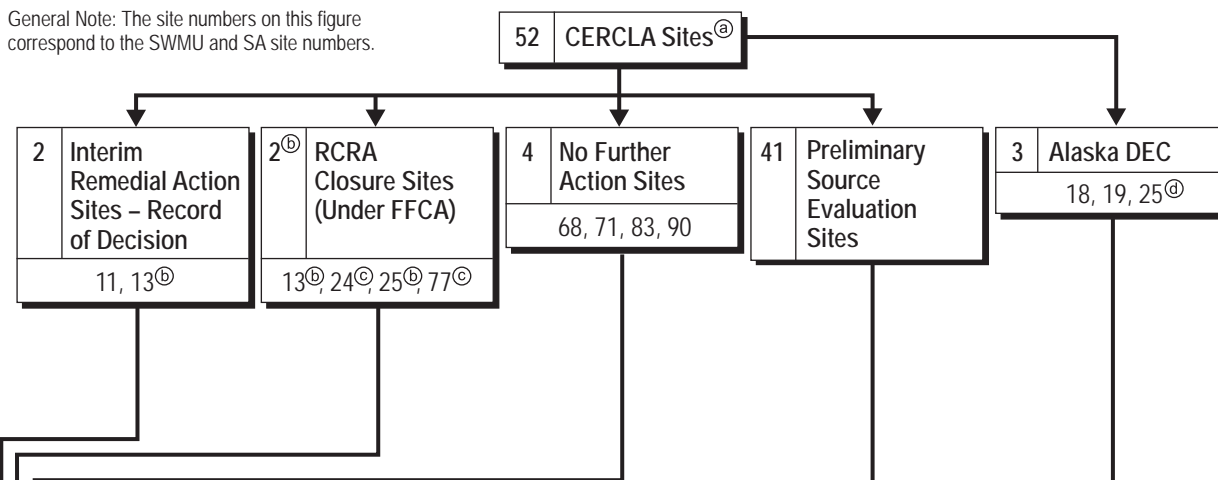 General Note: The site numbers on this figure
correspond to the SWMU and SA site numbers.
52 CERCLA Sitesⓐ
2 Interim
Remedial Action
Sites – Record
of Decision
11, 13ⓑ
2ⓑ RCRA
Closure Sites
(Under FFCA)
13ⓑ, 24ⓒ, 25ⓑ, 77ⓒ
4 No Further
Action Sites
68, 71, 83, 90
41 Preliminary
Source
Evaluation
Sites
3 Alaska DEC
18, 19, 25ⓓ